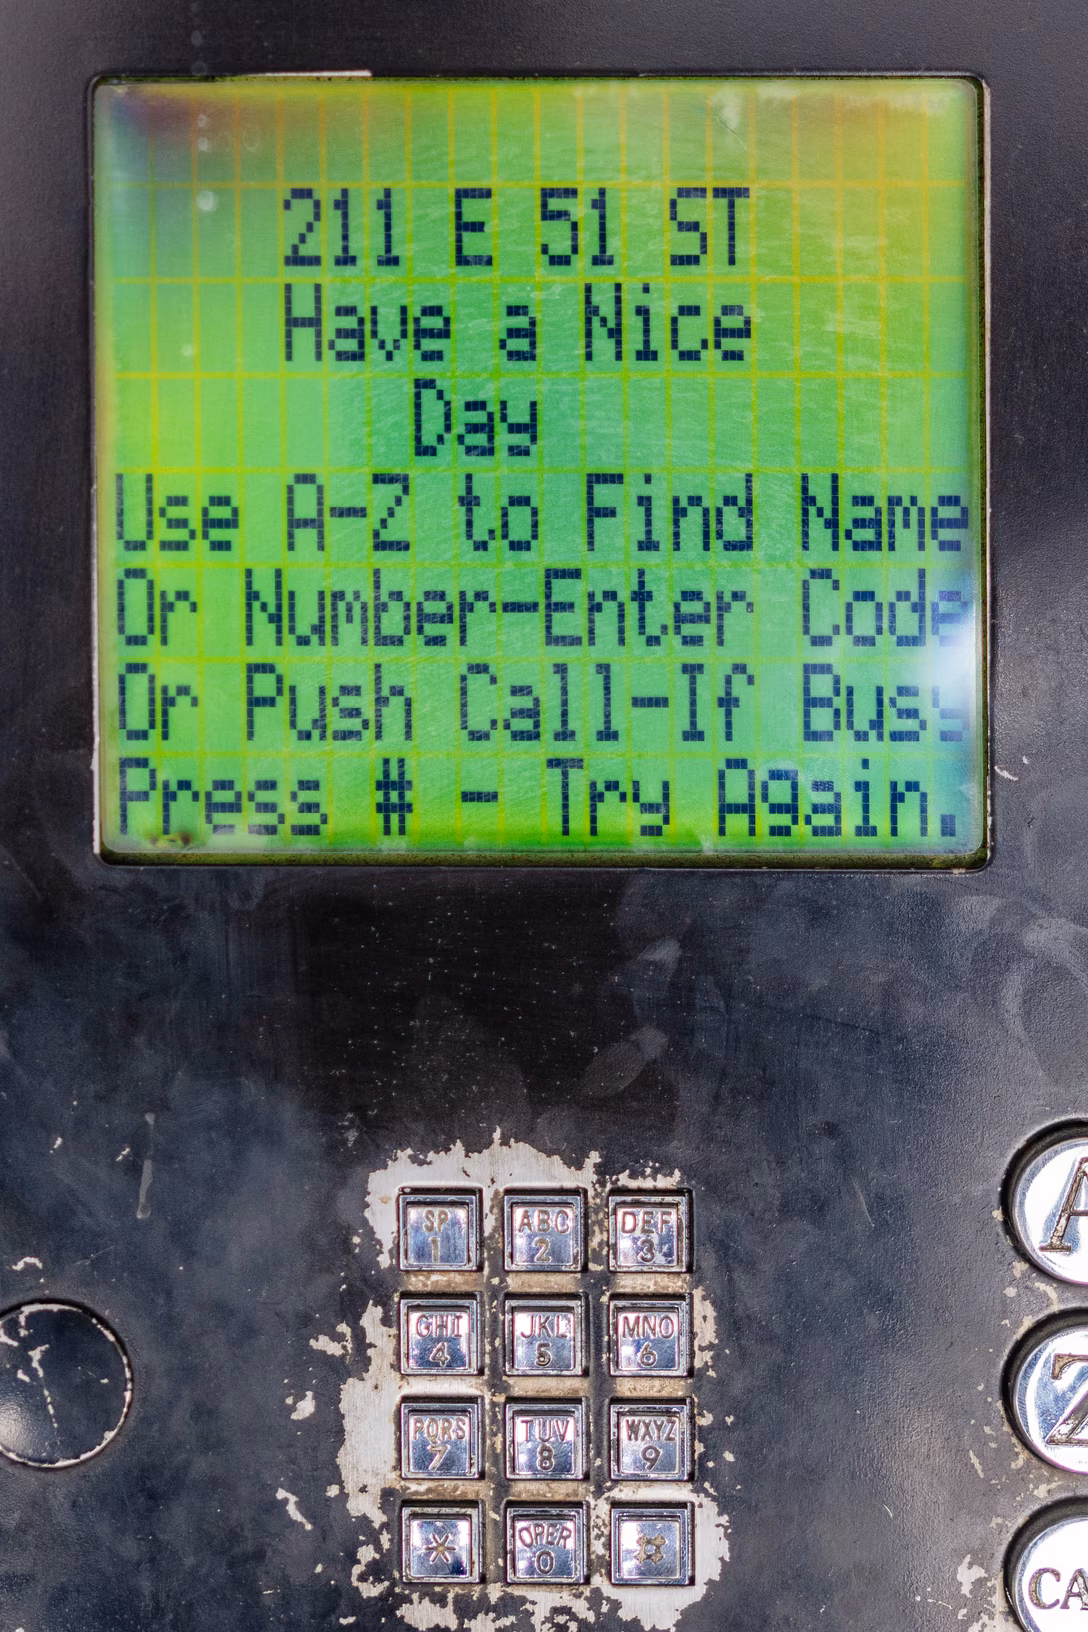 211 E 51 ST
Have a Nice
Day
Use A-Z to Find Name
Or Number-Enter Code
Or Push Call-If Busy
Press # - Try Again.
SP ABC DEF
1 2 3
A
GHI JKL MNO
4 5 6
Z
PQRS TUV WXYZ
7 8 9
* OPER #
0